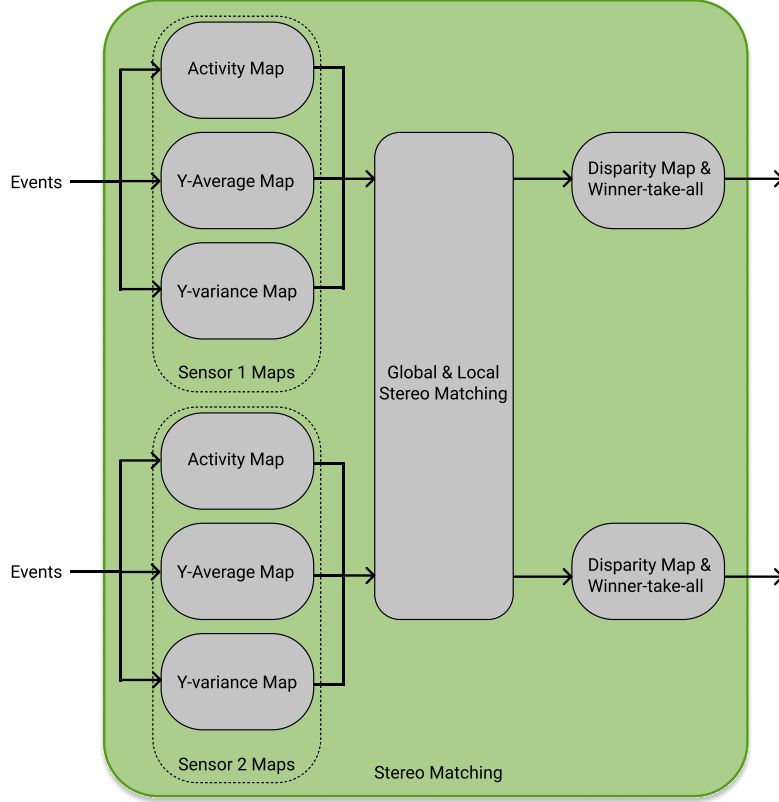 Events
Activity Map
Y-Average Map
Y-variance Map
Sensor 1 Maps
Events
Activity Map
Y-Average Map
Y-variance Map
Sensor 2 Maps
Global & Local
Stereo Matching
Disparity Map &
Winner-take-all
Disparity Map &
Winner-take-all
Stereo Matching